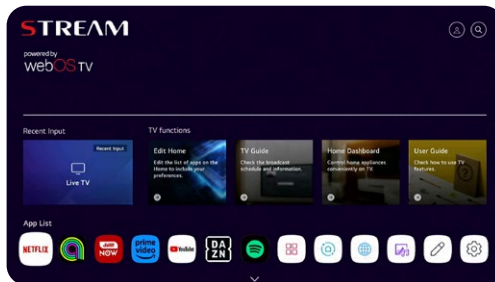 STREAM
powered by
webOS TV
Recent Input
TV functions
Recent Input
Live TV
Edit Home
Edit the list of apps on the
Home to include your
preferences.
TV Guide
Check the broadcast
schedule and information.
Home Dashboard
Control home appliances
conveniently on TV.
User Guide
Check how to use TV
features.
App List
NETFLIX
NOW
prime
video
YouTube
DA
ZN